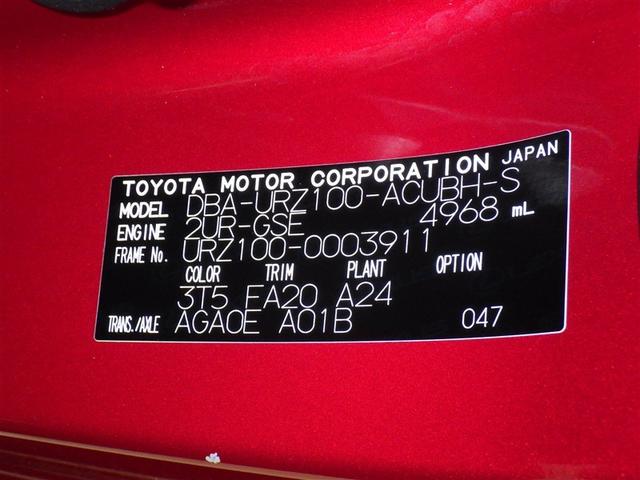 TOYOTA MOTOR CORPORATION JAPAN
MODEL DBA-URZ100-ACUBH-S
ENGINE 2UR-GSE 4968 mL
FRAME No. URZ100-0003911
COLOR TRIM PLANT OPTION
3T5 FA20 A24
TRANS./AXLE AGA0E A01B 047